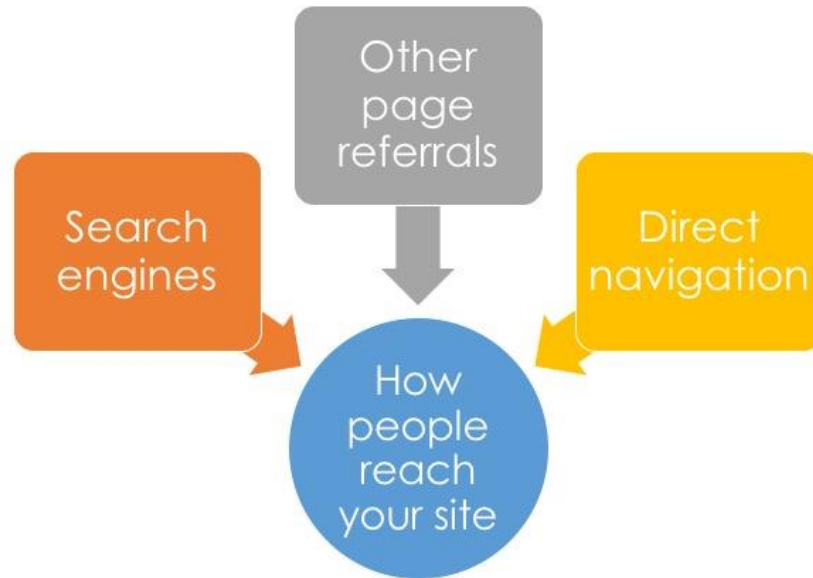 Other
page
referrals
Search
engines
Direct
navigation
How
people
reach
your site